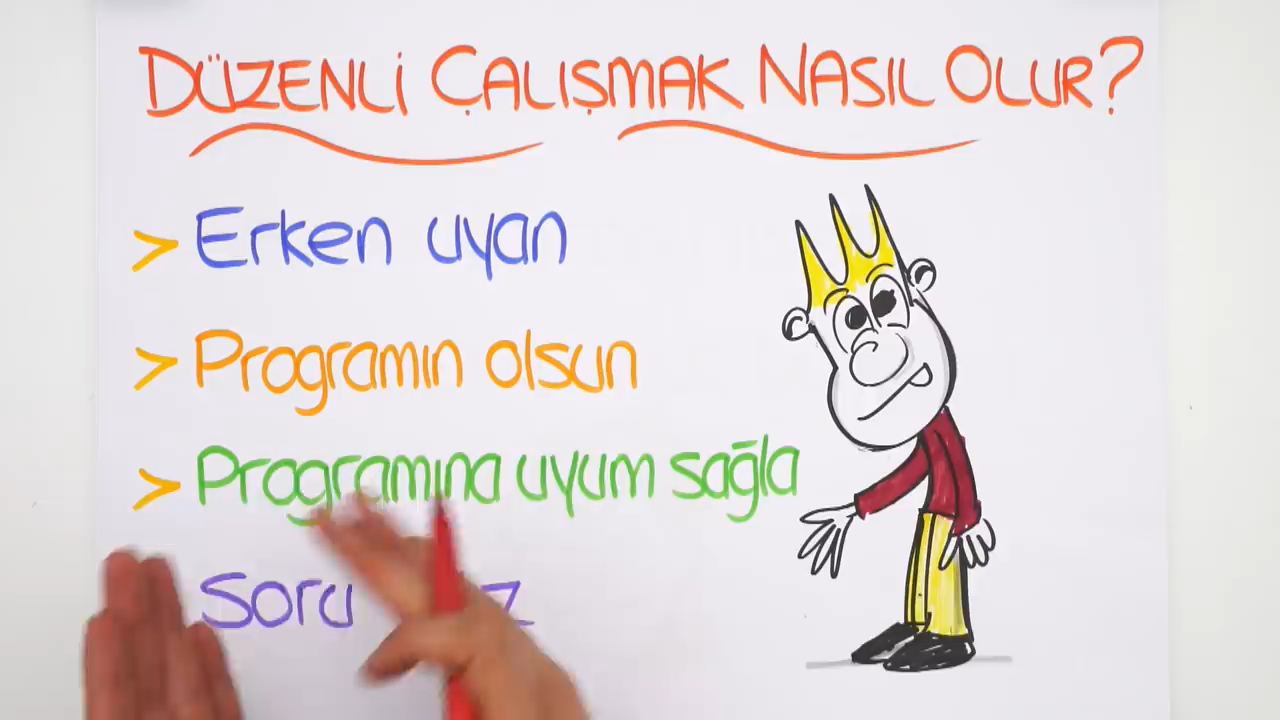 DÜZENLİ ÇALIŞMAK NASIL OLUR?
> Erken uyan
> Programın olsun
> Programına uyum sağla
Soru